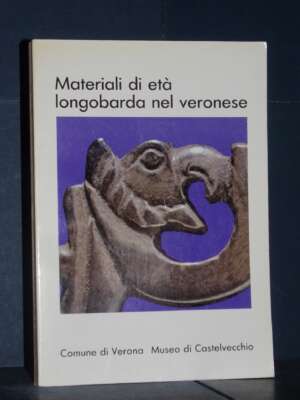 Materiali di età
longobarda nel veronese
Comune di Verona Museo di Castelvecchio